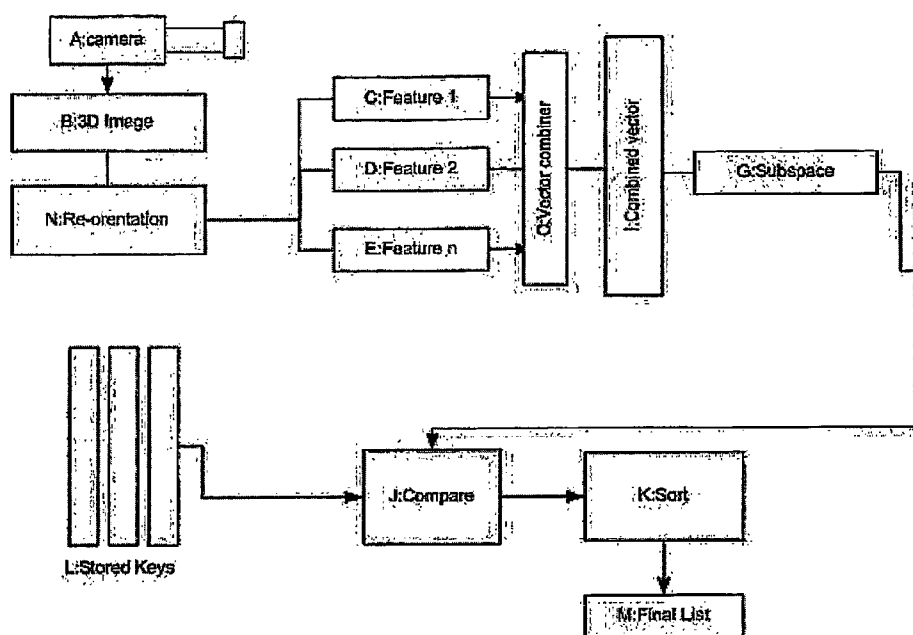 A:camera
B:3D Image
N:Re-orentation
C:Feature 1
D:Feature 2
E:Feature n
O:Vector combiner
I:Combined vector
G:Subspace
L:Stored Keys
J:Compare
K:Sort
M:Final List